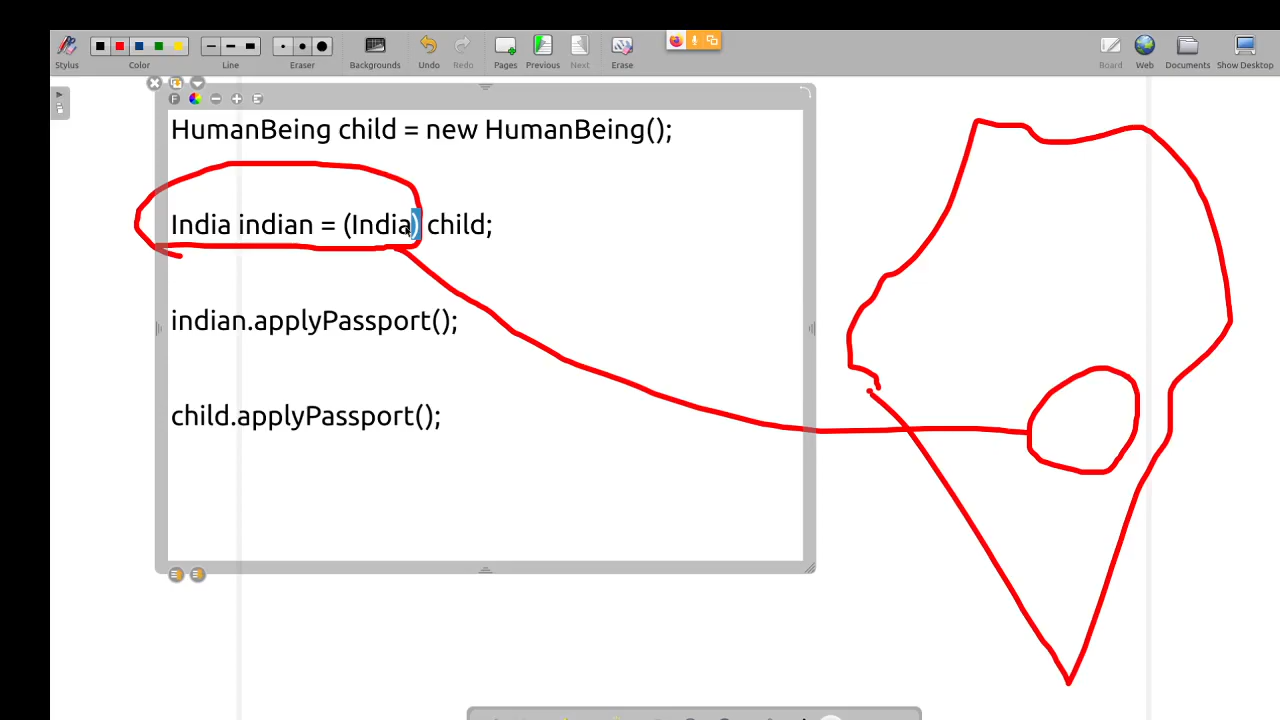 Stylus
Color
Line
Eraser
Backgrounds
Undo
Redo
Pages
Previous
Next
Erase
Board
Web
Documents
Show Desktop
F
HumanBeing child = new HumanBeing();
India indian = (India) child;
indian.applyPassport();
child.applyPassport();